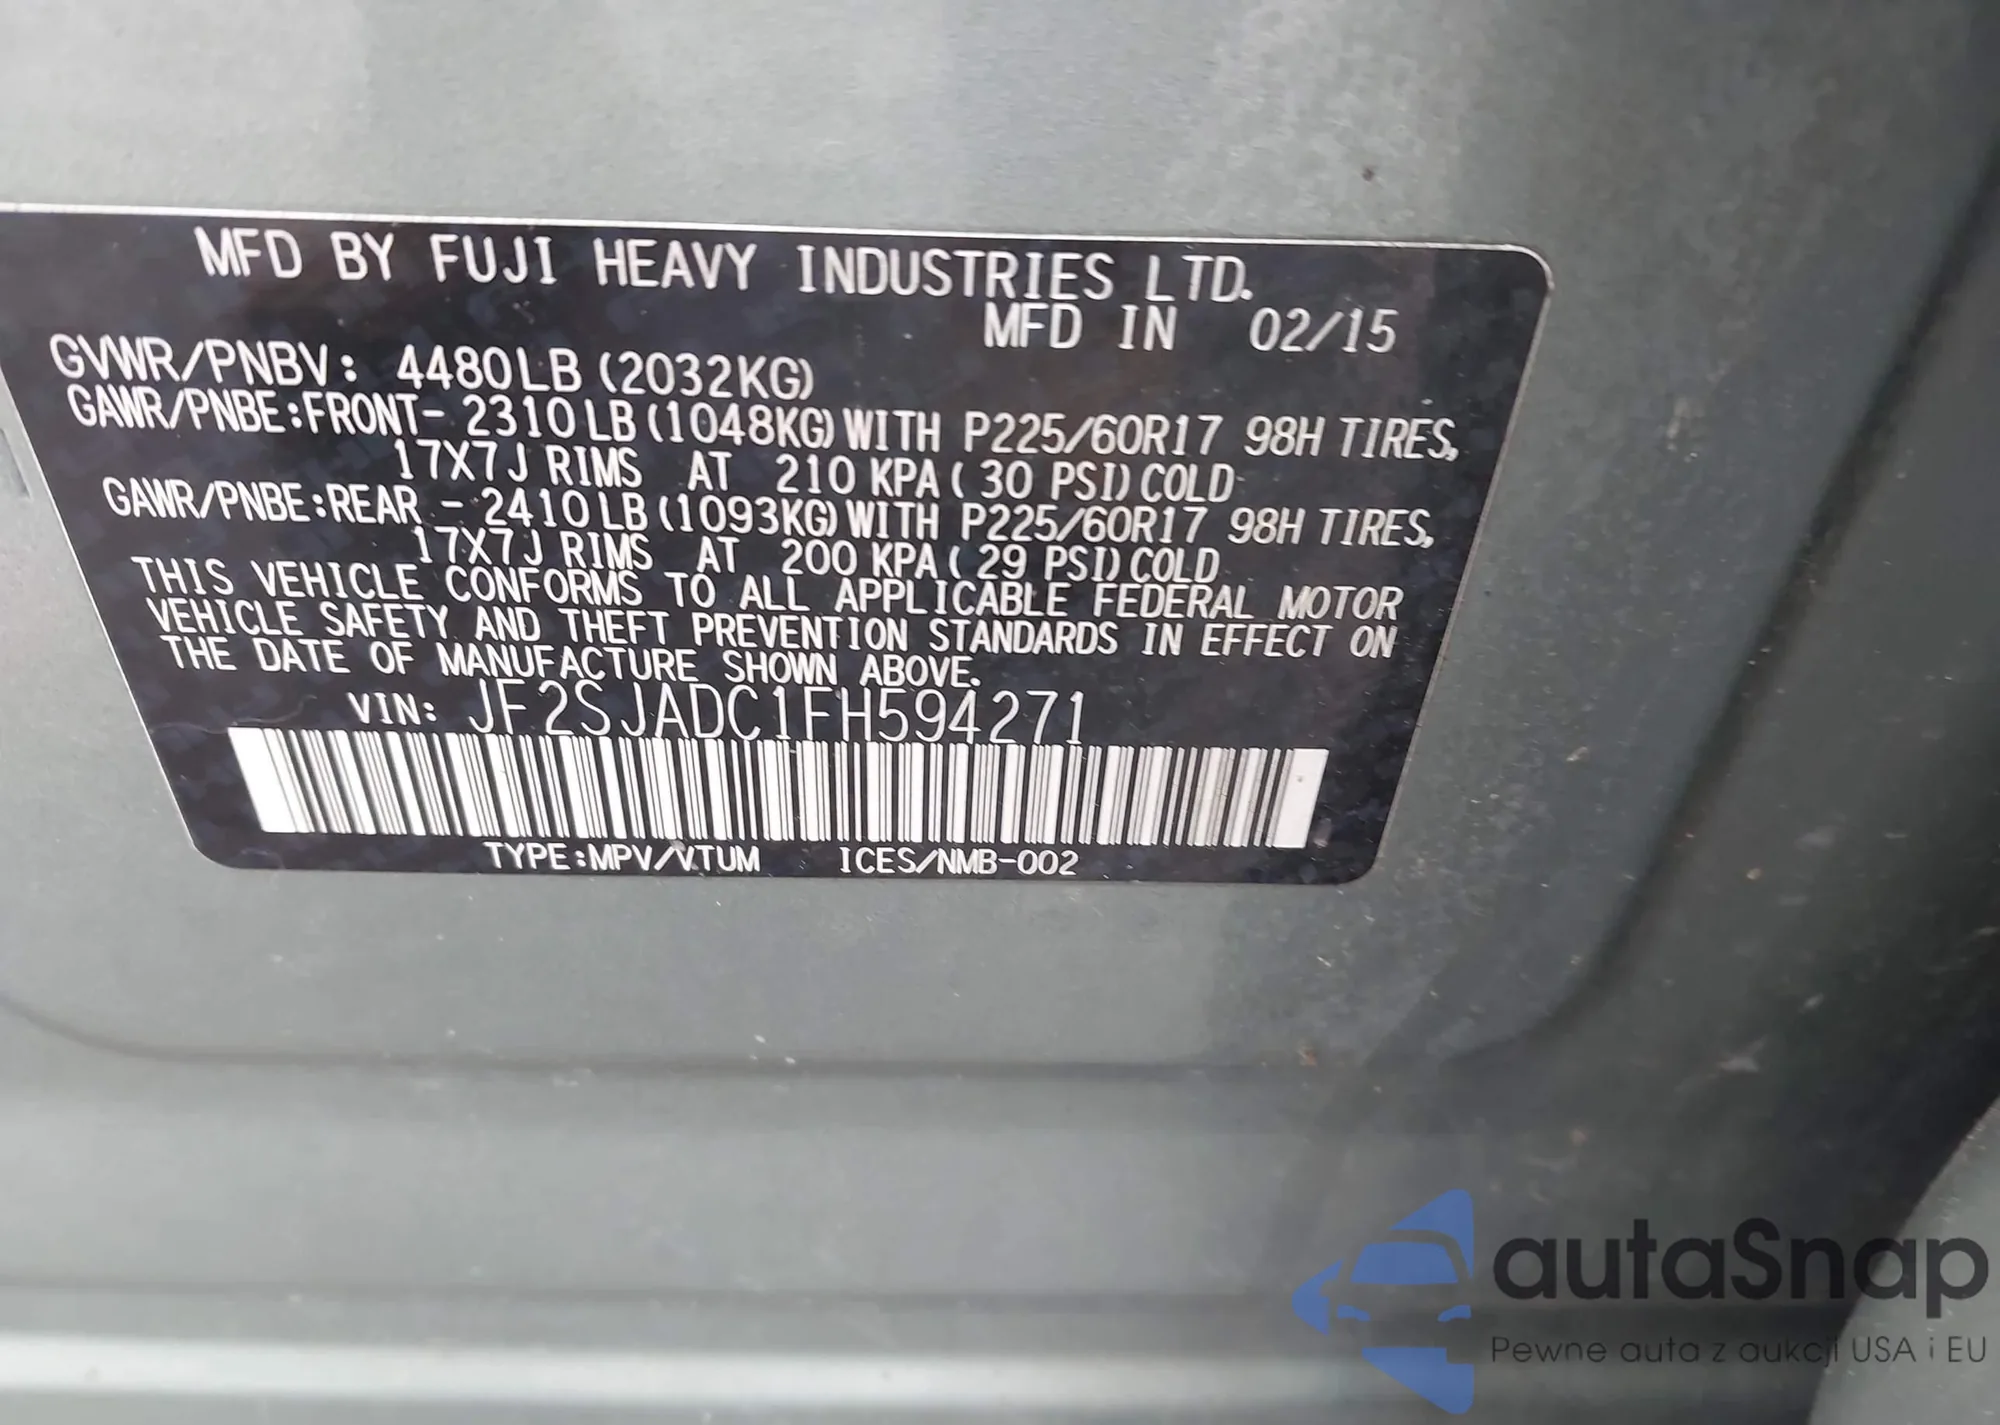 MFD BY FUJI HEAVY INDUSTRIES LTD.
MFD IN 02/15
GVWR/PNBV: 4480LB (2032KG)
GAWR/PNBE:FRONT- 2310LB (1048KG) WITH P225/60R17 98H TIRES,
17X7J RIMS AT 210 KPA ( 30 PSI) COLD
GAWR/PNBE:REAR - 2410LB (1093KG) WITH P225/60R17 98H TIRES,
17X7J RIMS AT 200 KPA ( 29 PSI) COLD
THIS VEHICLE CONFORMS TO ALL APPLICABLE FEDERAL MOTOR
VEHICLE SAFETY AND THEFT PREVENTION STANDARDS IN EFFECT ON
THE DATE OF MANUFACTURE SHOWN ABOVE.
VIN: JF2SJADC1FH594271
TYPE:MPV/VTUM ICES/NMB-002
autaSnap
Pewne auta z aukcji USA i EU